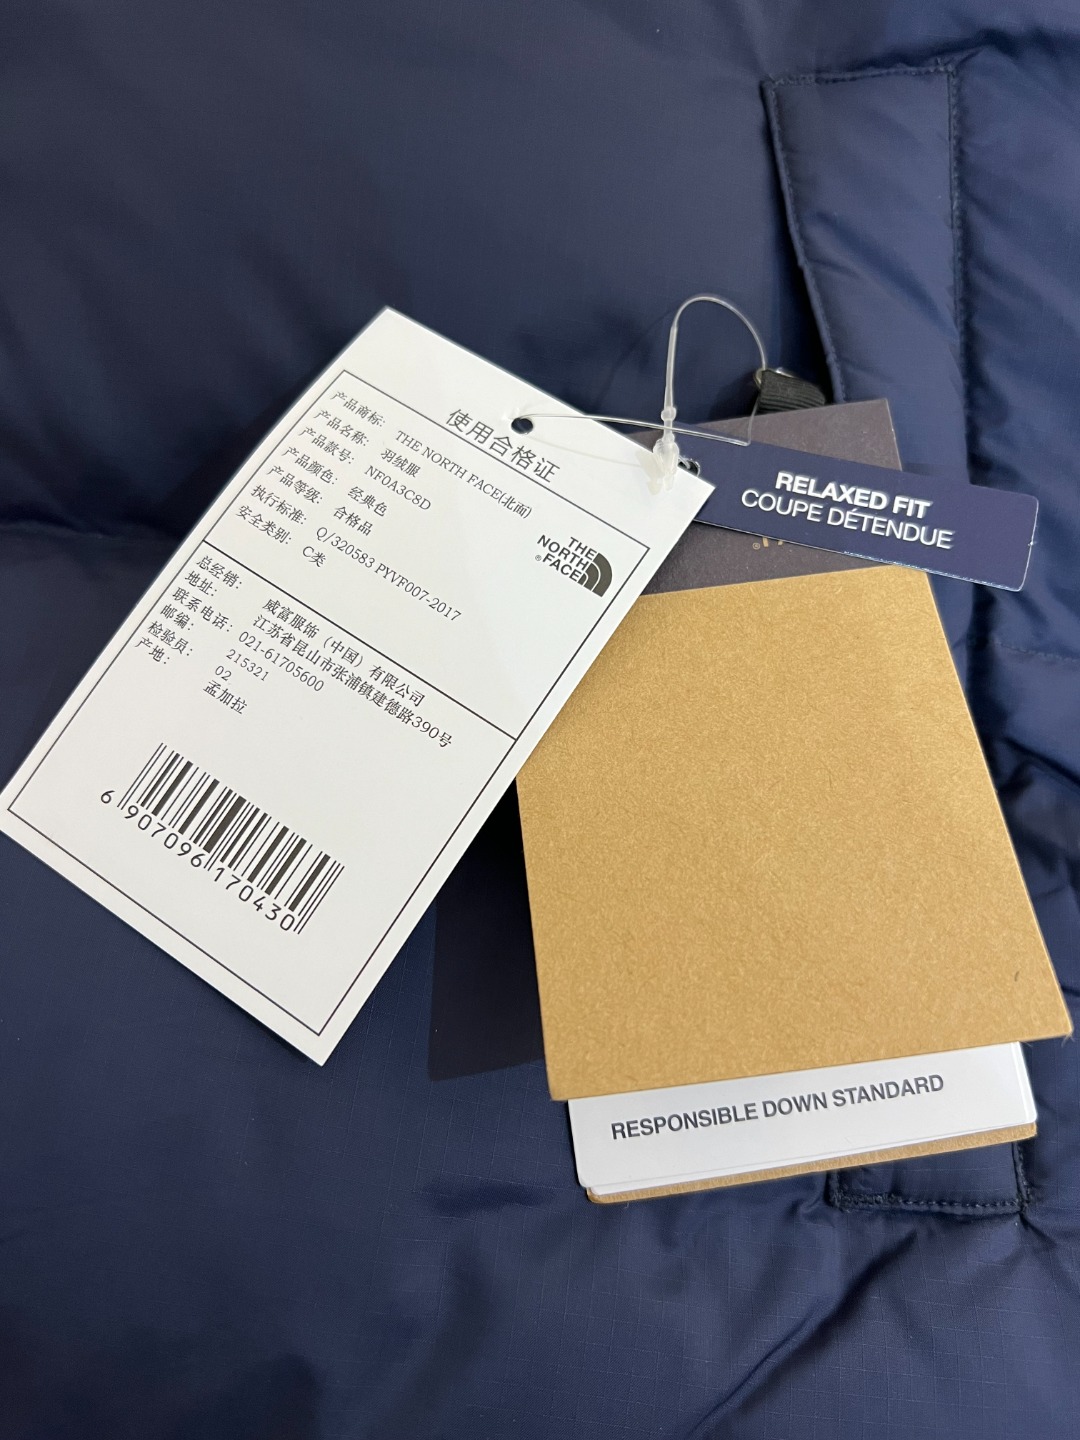 使用合格证
产品商标: THE NORTH FACE(北面)
产品名称: 羽绒服
产品款号: NF0A3C8D
产品颜色: 经典色
产品等级: 合格品
执行标准: Q/320583 PYVF007-2017
安全类别: C类
THE
NORTH
®FACE
总经销: 威富服饰（中国）有限公司
地址: 江苏省昆山市张浦镇建德路390号
联系电话: 021-61705600
邮编: 215321
检验员: 02
产地: 孟加拉
6 907096 170430
RELAXED FIT
COUPE DÉTENDUE
RESPONSIBLE DOWN STANDARD